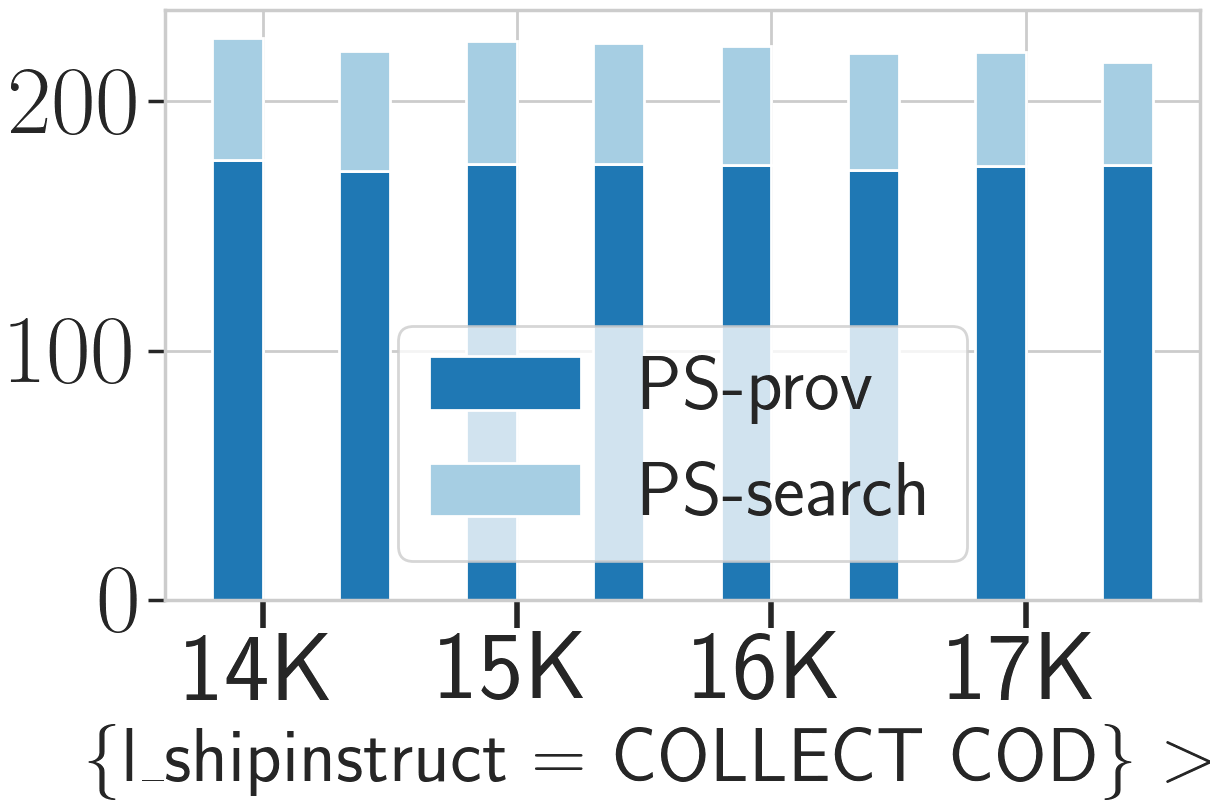 200
100
0
PS-prov
PS-search
14K 15K 16K 17K
{l_shipinstruct = COLLECT COD} >